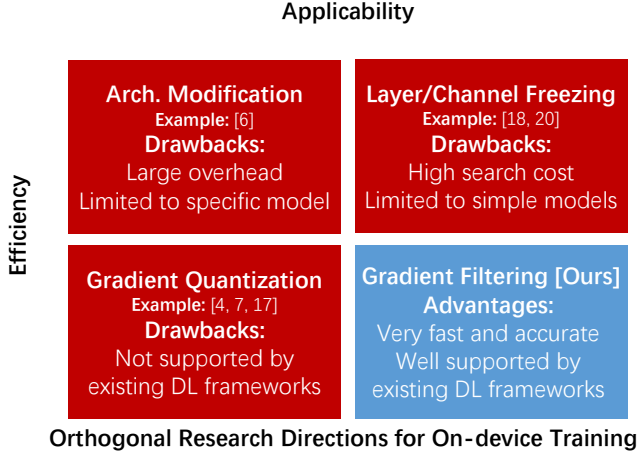 Applicability
Efficiency
Arch. Modification
Example: [6]
Drawbacks:
Large overhead
Limited to specific model
Layer/Channel Freezing
Example: [18, 20]
Drawbacks:
High search cost
Limited to simple models
Gradient Quantization
Example: [4, 7, 17]
Drawbacks:
Not supported by
existing DL frameworks
Gradient Filtering [Ours]
Advantages:
Very fast and accurate
Well supported by
existing DL frameworks
Orthogonal Research Directions for On-device Training